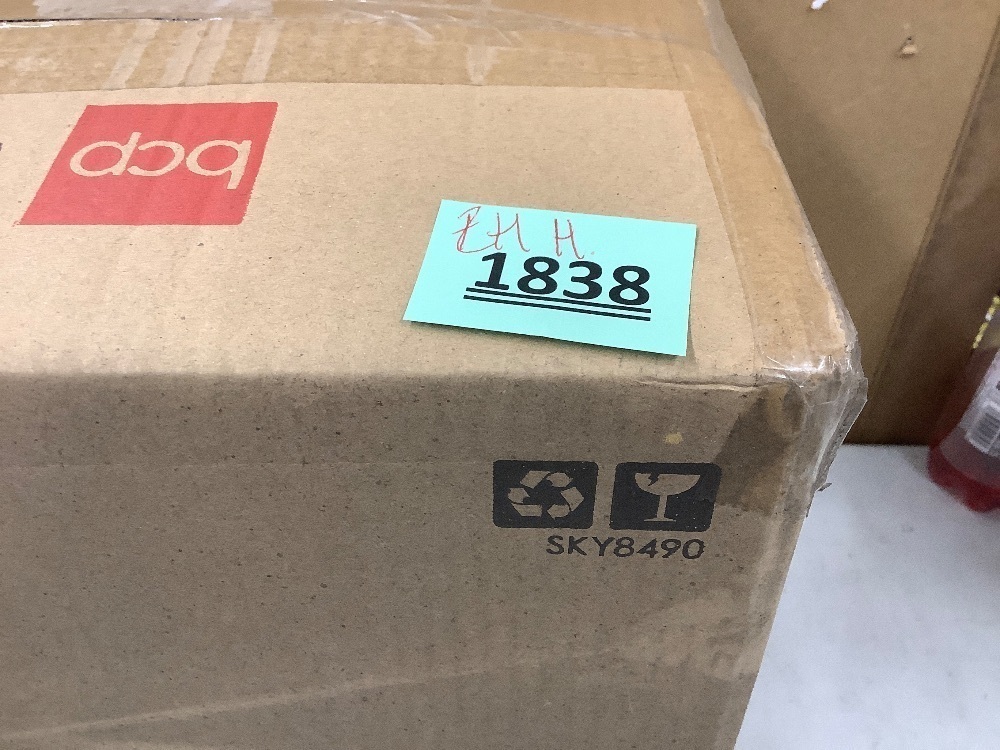 bcp
H H.
1838
SKY8490